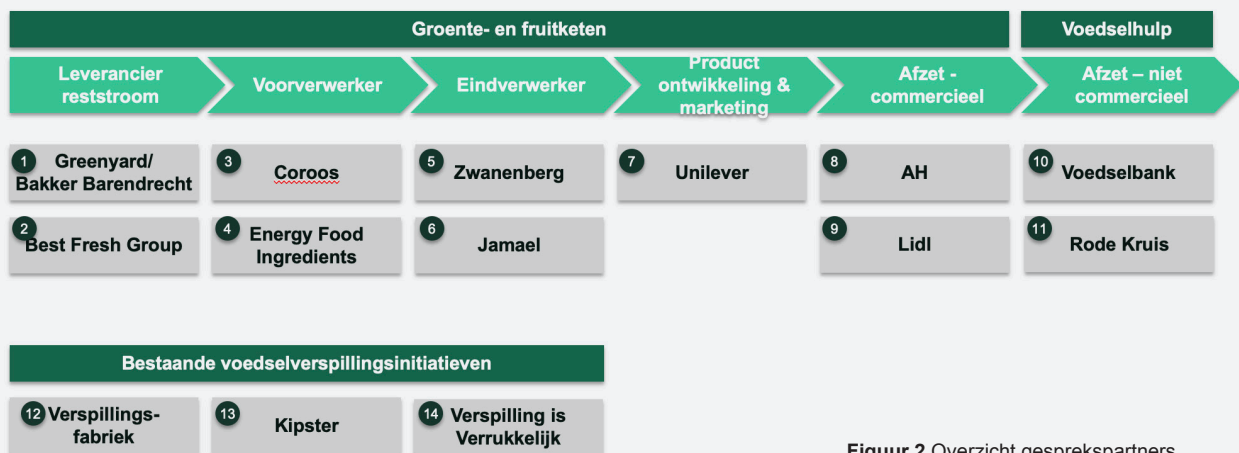 Groente- en fruitketen
Voedselhulp
Leverancier
reststroom
Voorverwerker
Eindverwerker
Product
ontwikkeling &
marketing
Afzet -
commercieel
Afzet – niet
commercieel
1
Greenyard/
Bakker Barendrecht
3
Coroos
5
Zwanenberg
7
Unilever
8
AH
10
Voedselbank
2
Best Fresh Group
4
Energy Food
Ingredients
6
Jamael
9
Lidl
11
Rode Kruis
Bestaande voedselverspillingsinitiatieven
12
Verspillings-
fabriek
13
Kipster
14
Verspilling is
Verrukkelijk
Figuur 2 Overzicht gesprekspartners